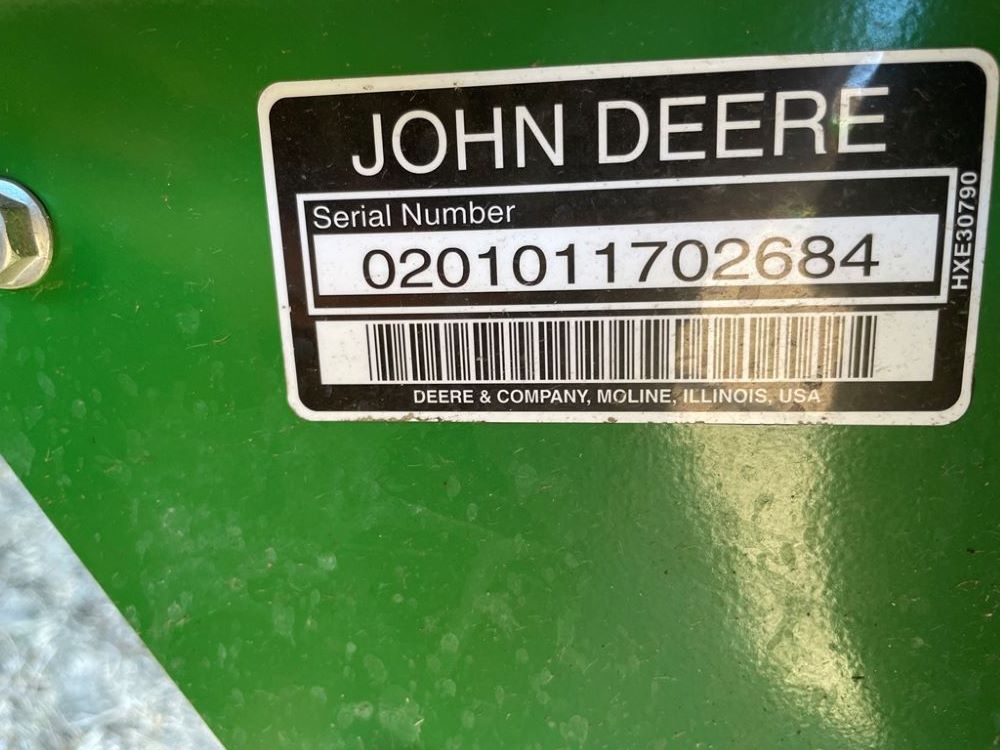 JOHN DEERE
Serial Number
0201011702684
HXE30790
DEERE & COMPANY, MOLINE, ILLINOIS, USA